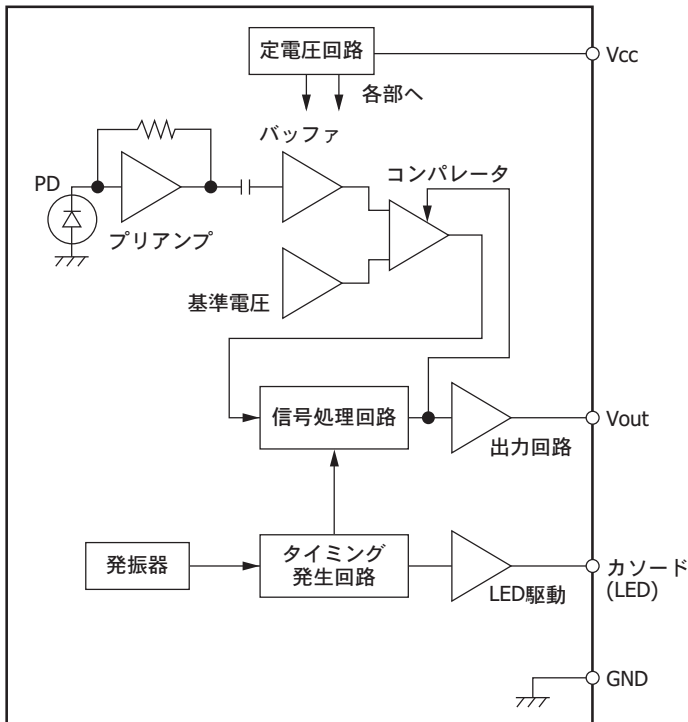 定電圧回路
Vcc
各部へ
バッファ
コンパレータ
PD
プリアンプ
基準電圧
信号処理回路
Vout
出力回路
発振器
タイミング
発生回路
LED駆動
カソード
(LED)
GND